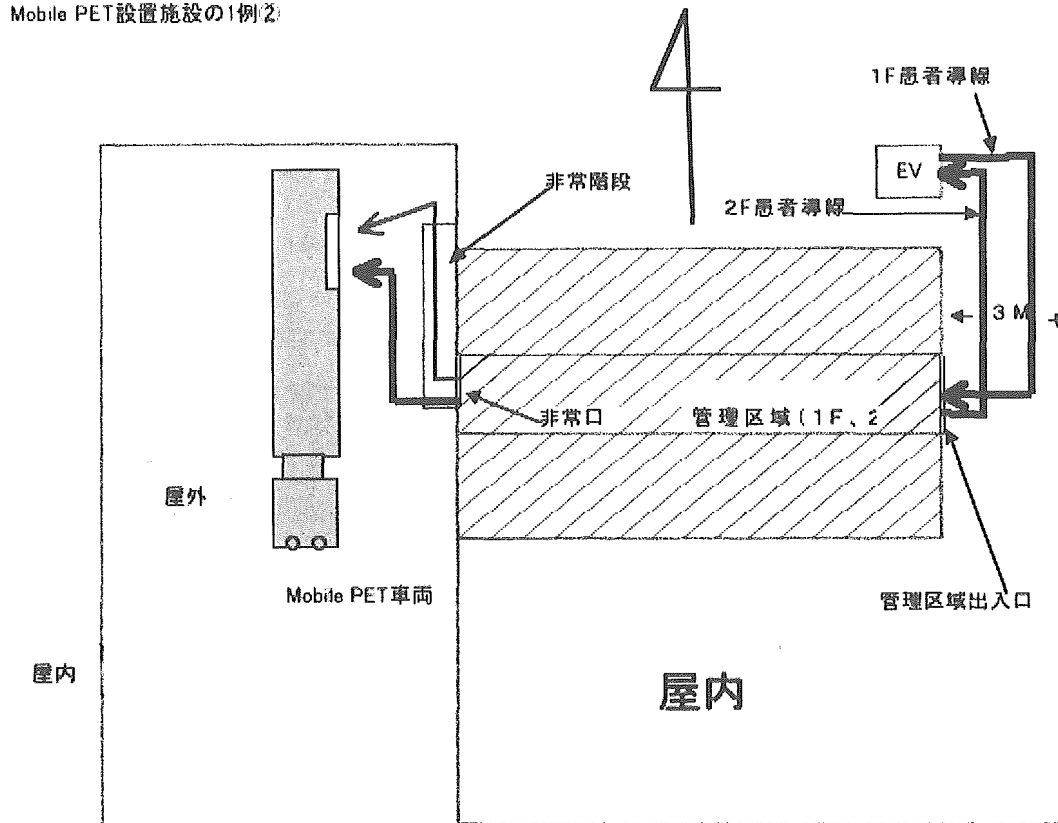 Mobile PET設置施設の1例②
1F患者導線
EV
非常階段
2F患者導線
3 M
非常口
管理区域(1F、2
屋外
Mobile PET車両
管理区域出入口
屋内
屋内